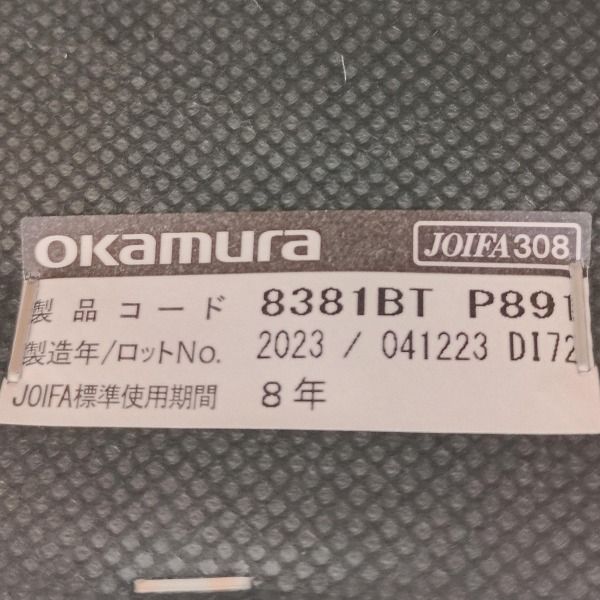 okamura JOIFA308
製品コード 8381BT P891
製造年/ロットNo. 2023 / 041223 DI72
JOIFA標準使用期間 8年